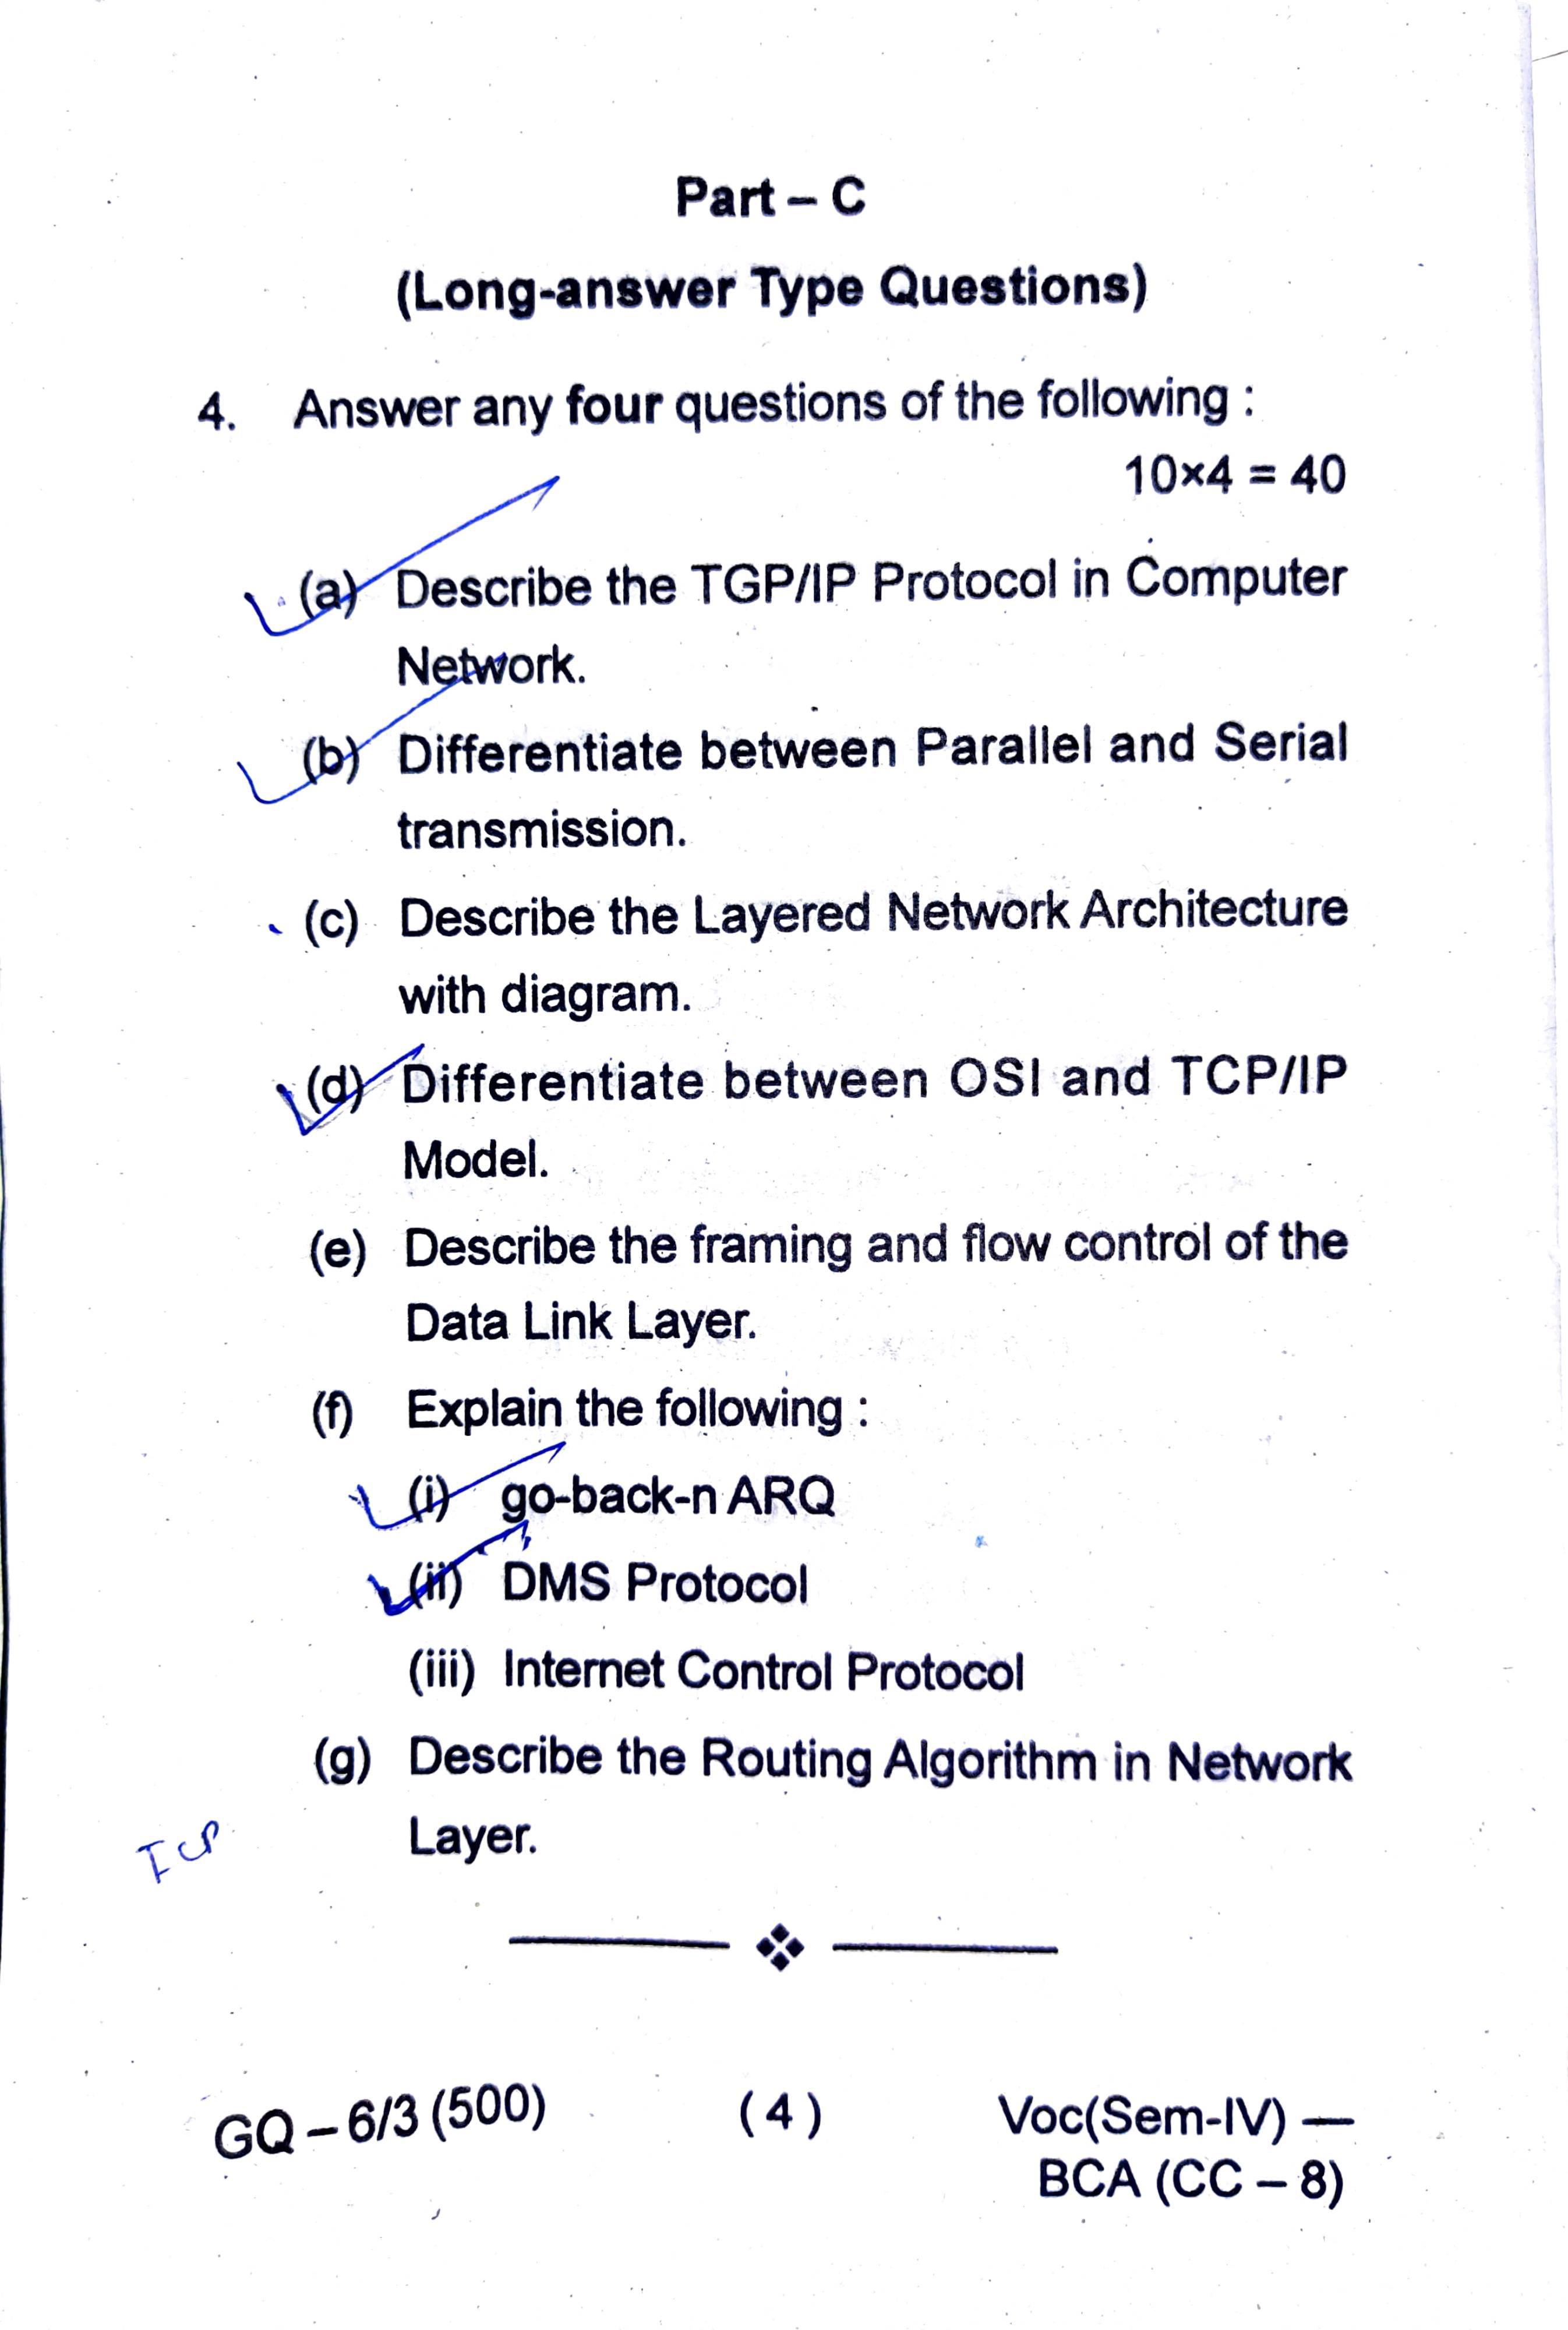 Part – C
(Long-answer Type Questions)
4. Answer any four questions of the following :
10×4 = 40
(a) Describe the TGP/IP Protocol in Computer
Network.
(b) Differentiate between Parallel and Serial
transmission.
(c) Describe the Layered Network Architecture
with diagram.
(d) Differentiate between OSI and TCP/IP
Model.
(e) Describe the framing and flow control of the
Data Link Layer.
(f) Explain the following :
(i) go-back-n ARQ
(ii) DMS Protocol
(iii) Internet Control Protocol
(g) Describe the Routing Algorithm in Network
Layer.
GQ – 6/3 (500) ( 4 ) Voc(Sem-IV) —
BCA (CC – 8)